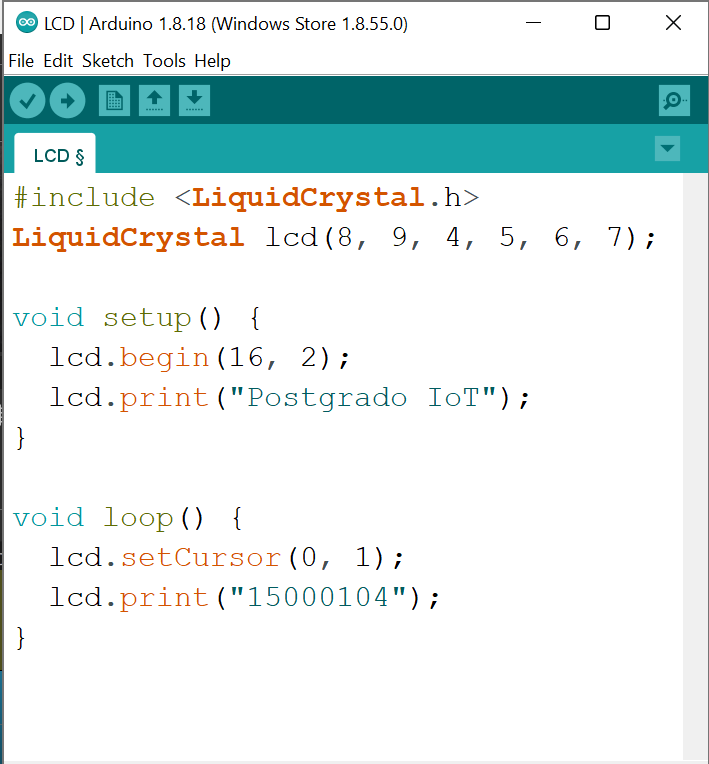 LCD | Arduino 1.8.18 (Windows Store 1.8.55.0)
File Edit Sketch Tools Help
LCD §
#include <LiquidCrystal.h>
LiquidCrystal lcd(8, 9, 4, 5, 6, 7);
void setup() {
  lcd.begin(16, 2);
  lcd.print("Postgrado IoT");
}
void loop() {
  lcd.setCursor(0, 1);
  lcd.print("15000104");
}